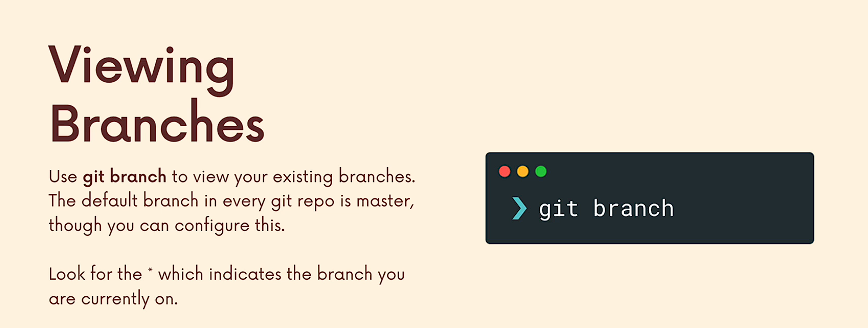 Viewing
Branches
Use git branch to view your existing branches.
The default branch in every git repo is master,
though you can configure this.
Look for the * which indicates the branch you
are currently on.
❯ git branch